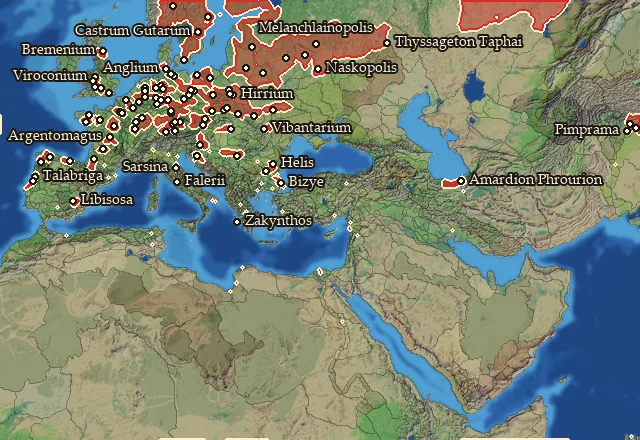 Melanchlainopolis
Castrum Gutarum
Thyssageton Taphai
Bremenium
Anglium
Naskopolis
Viroconium
Hirrium
Vibantarium
Pimprama
Argentomagus
Helis
Sarsina
Talabriga
Falerii
Bizye
Amardion Phrourion
Libisosa
Zakynthos